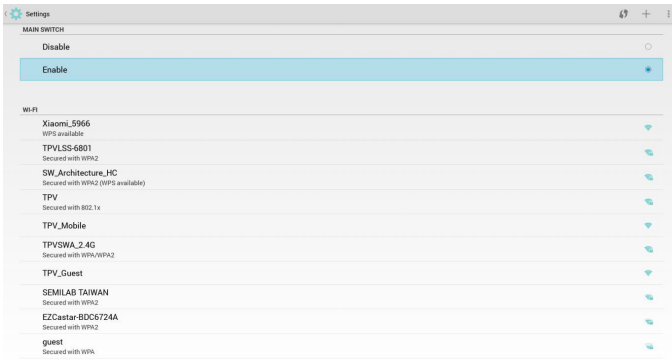 Settings
MAIN SWITCH
Disable
Enable
WI-FI
Xiaomi_5966
WPS available
TPVLSS-6801
Secured with WPA2
SW_Architecture_HC
Secured with WPA2 (WPS available)
TPV
Secured with 802.1x
TPV_Mobile
TPVSWA_2.4G
Secured with WPA/WPA2
TPV_Guest
SEMILAB TAIWAN
Secured with WPA2
EZCastar-BDC6724A
Secured with WPA2
guest
Secured with WPA